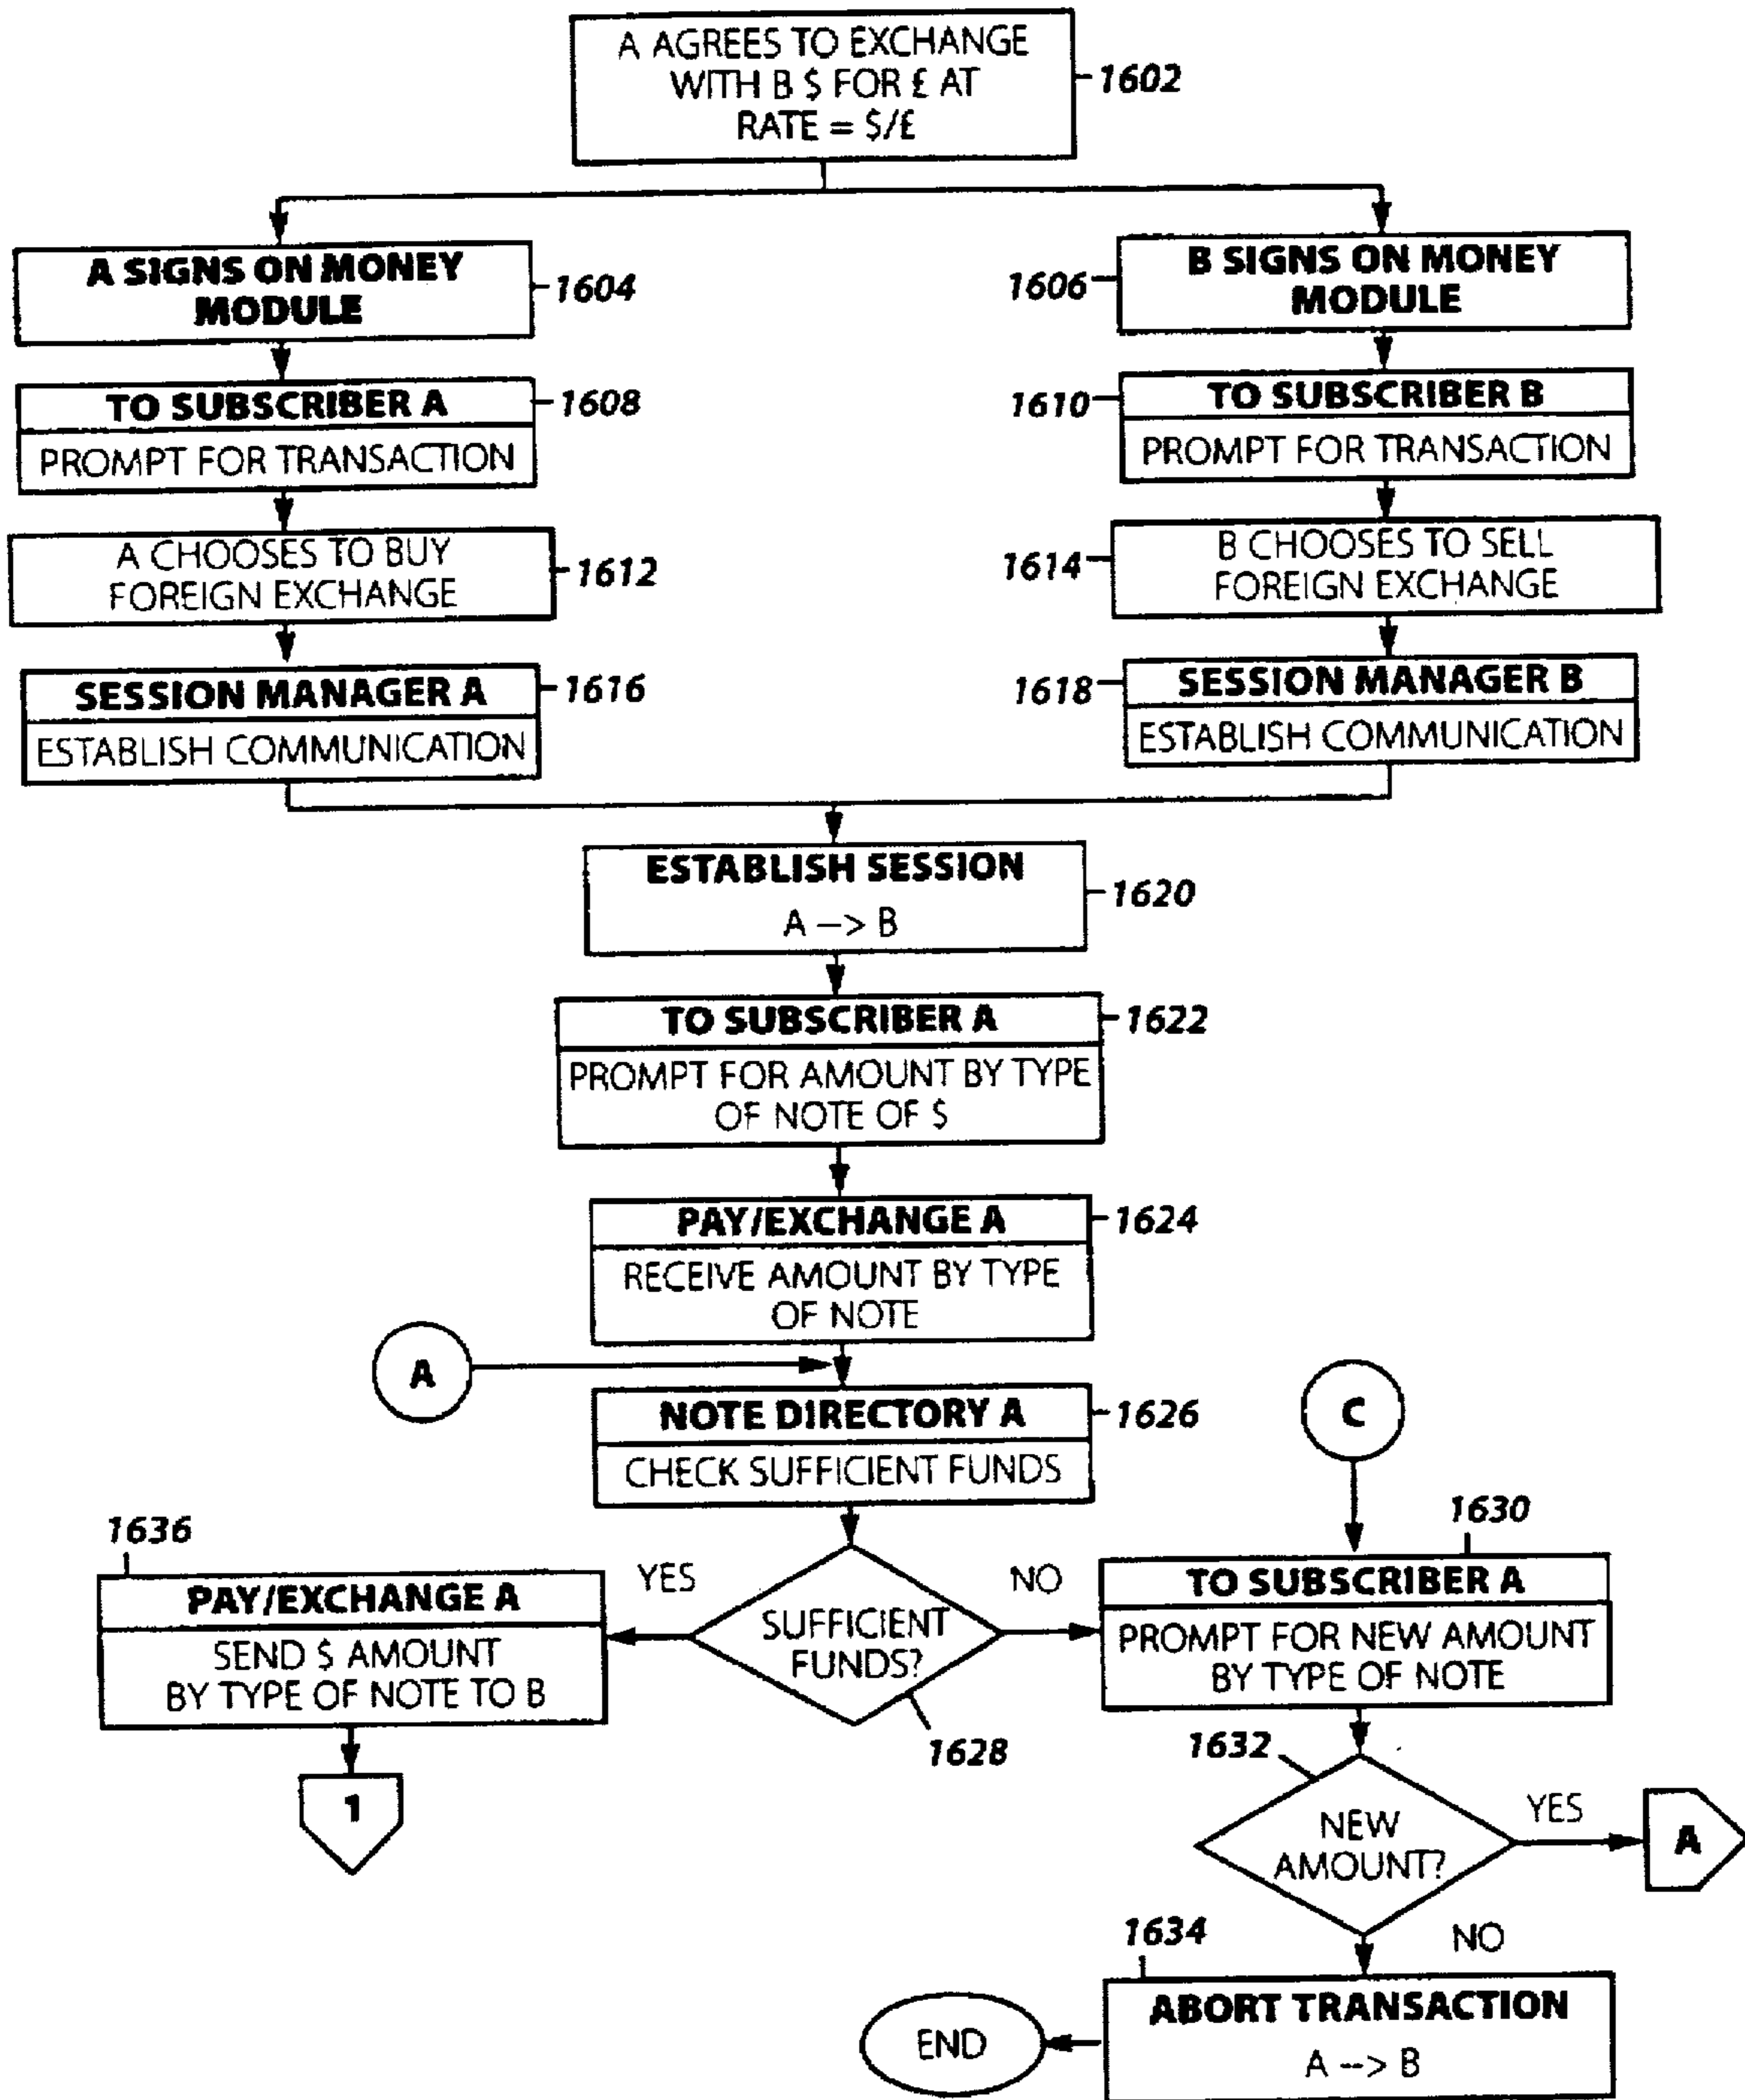 A AGREES TO EXCHANGE
WITH B $ FOR £ AT
RATE = $/£
1602
A SIGNS ON MONEY
MODULE
1604
B SIGNS ON MONEY
MODULE
1606
TO SUBSCRIBER A
1608
PROMPT FOR TRANSACTION
TO SUBSCRIBER B
1610
PROMPT FOR TRANSACTION
A CHOOSES TO BUY
FOREIGN EXCHANGE
1612
B CHOOSES TO SELL
FOREIGN EXCHANGE
1614
SESSION MANAGER A
1616
ESTABLISH COMMUNICATION
SESSION MANAGER B
1618
ESTABLISH COMMUNICATION
ESTABLISH SESSION
A --> B
1620
TO SUBSCRIBER A
1622
PROMPT FOR AMOUNT BY TYPE
OF NOTE OF $
PAY/EXCHANGE A
1624
RECEIVE AMOUNT BY TYPE
OF NOTE
A
NOTE DIRECTORY A
1626
CHECK SUFFICIENT FUNDS
C
1636
PAY/EXCHANGE A
SEND $ AMOUNT
BY TYPE OF NOTE TO B
YES
SUFFICIENT
FUNDS?
NO
1628
1630
TO SUBSCRIBER A
PROMPT FOR NEW AMOUNT
BY TYPE OF NOTE
1
1632
NEW
AMOUNT?
YES
A
NO
1634
ABORT TRANSACTION
A --> B
END